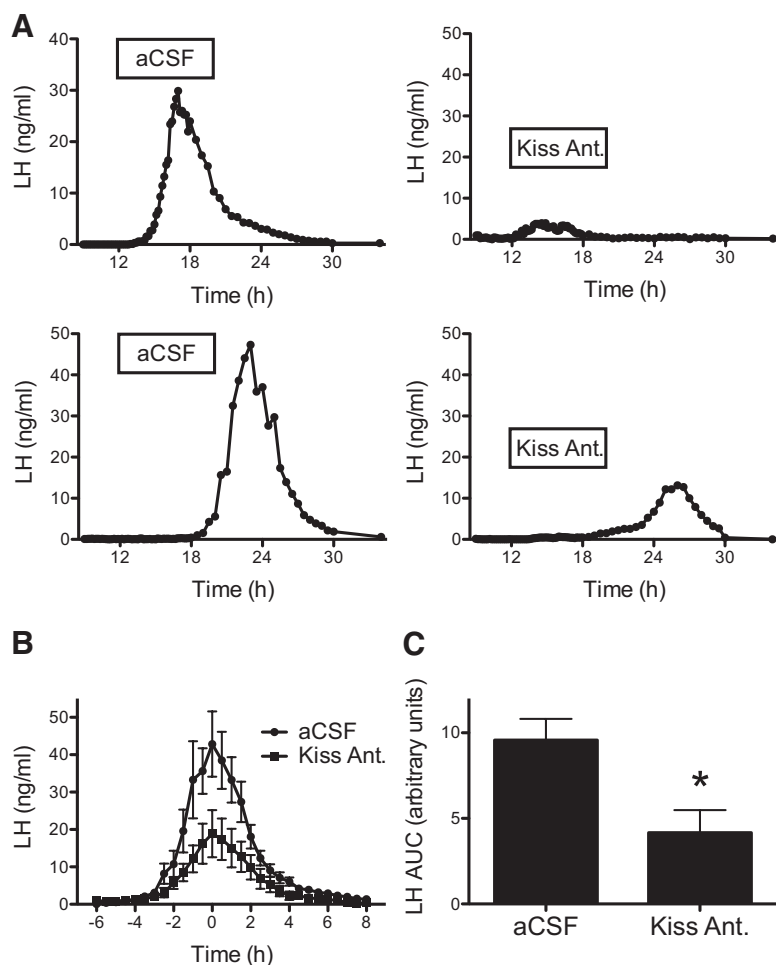 A
LH (ng/ml)
40
30
20
10
0
aCSF
12
18
24
30
Time (h)
LH (ng/ml)
50
40
30
20
10
0
Kiss Ant.
12
18
24
30
Time (h)
LH (ng/ml)
50
40
30
20
10
0
aCSF
12
18
24
30
Time (h)
LH (ng/ml)
50
40
30
20
10
0
Kiss Ant.
12
18
24
30
Time (h)
B
LH (ng/ml)
50
40
30
20
10
0
aCSF
Kiss Ant.
-6
-4
-2
0
2
4
6
8
Time (h)
C
LH AUC (arbitrary units)
10
5
0
*
aCSF
Kiss Ant.